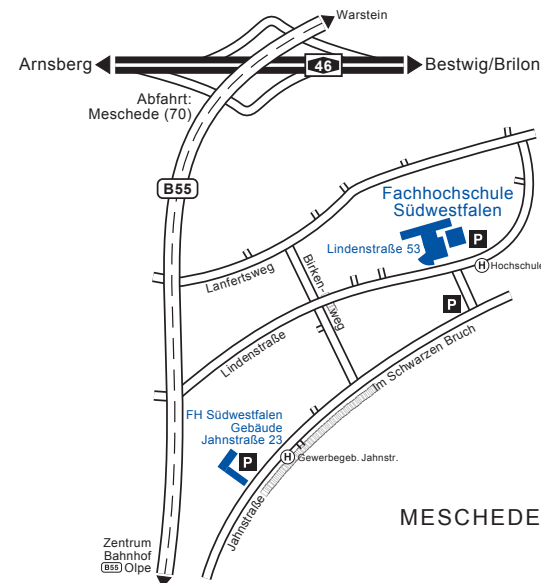 Warstein
Arnsberg
46
Bestwig/Brilon
Abfahrt:
Meschede (70)
B55
Fachhochschule
Südwestfalen
Lindenstraße 53
P
H Hochschule
Lanfertsweg
Birken-
weg
P
Lindenstraße
Im Schwarzen Bruch
FH Südwestfalen
Gebäude
Jahnstraße 23
P
H Gewerbegeb. Jahnstr.
Jahnstraße
MESCHEDE
Zentrum
Bahnhof
B55 Olpe